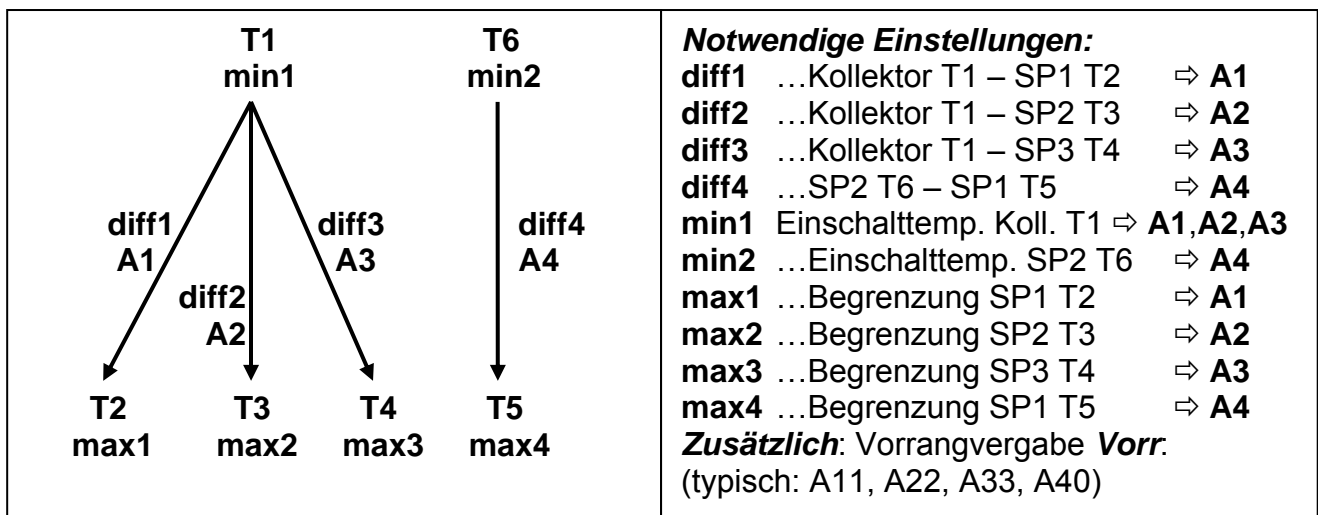 T1 T6
min1 min2
diff1 diff3 diff4
A1 A3 A4
diff2
A2
T2 T3 T4 T5
max1 max2 max3 max4
Notwendige Einstellungen:
diff1 …Kollektor T1 – SP1 T2 ⇨ A1
diff2 …Kollektor T1 – SP2 T3 ⇨ A2
diff3 …Kollektor T1 – SP3 T4 ⇨ A3
diff4 …SP2 T6 – SP1 T5 ⇨ A4
min1 Einschalttemp. Koll. T1 ⇨ A1,A2,A3
min2 …Einschalttemp. SP2 T6 ⇨ A4
max1 …Begrenzung SP1 T2 ⇨ A1
max2 …Begrenzung SP2 T3 ⇨ A2
max3 …Begrenzung SP3 T4 ⇨ A3
max4 …Begrenzung SP1 T5 ⇨ A4
Zusätzlich: Vorrangvergabe Vorr:
(typisch: A11, A22, A33, A40)